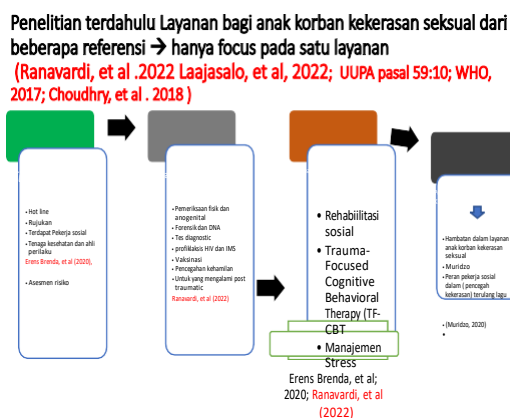 Penelitian terdahulu Layanan bagi anak korban kekerasan seksual dari
beberapa referensi → hanya focus pada satu layanan
(Ranavardi, et al .2022 Laajasalo, et al, 2022; UUPA pasal 59:10; WHO,
2017; Choudhry, et al . 2018 )
• Hot line
• Rujukan
• Terdapat Pekerja sosial
• Tenaga kesehatan dan ahli
perilaku
Erens Brenda, et al (2020),
• Asesmen risiko
• Pemeriksaan fisik dan
anogenital
• Forensik dan DNA
• Tes diagnostic
• profilaksis HIV dan IMS
• Vaksinasi
• Pencegahan kehamilan
• Untuk yang mengalami post
traumatic
Ranavardi, et al (2022)
• Rehabiilitasi
sosial
• Trauma-
Focused
Cognitive
Behavioral
Therapy (TF-
CBT
• Manajemen
Stress
Erens Brenda, et al;
2020; Ranavardi, et al
(2022)
• Hambatan dalam layanan
anak korban kekerasan
seksual
• Muridzo
• Peran pekerja sosial
dalam ( pencegah
kekerasan) terulang lagu
• (Muridzo, 2020)
•